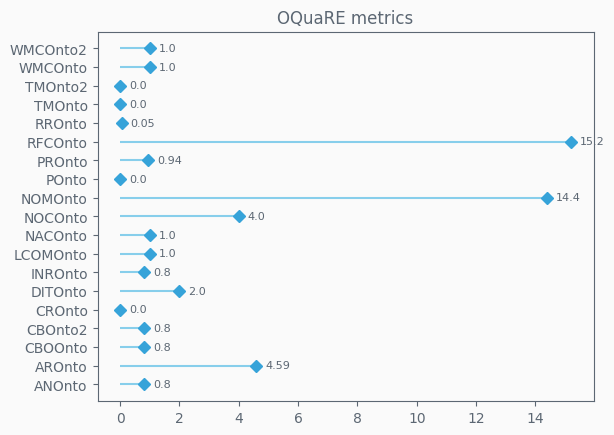 OQuaRE metrics
WMCOnto2 1.0
WMCOnto 1.0
TMOnto2 0.0
TMOnto 0.0
RROnto 0.05
RFCOnto 15.2
PROnto 0.94
POnto 0.0
NOMOnto 14.4
NOCOnto 4.0
NACOnto 1.0
LCOMOnto 1.0
INROnto 0.8
DITOnto 2.0
CROnto 0.0
CBOnto2 0.8
CBOOnto 0.8
AROnto 4.59
ANOnto 0.8
0 2 4 6 8 10 12 14